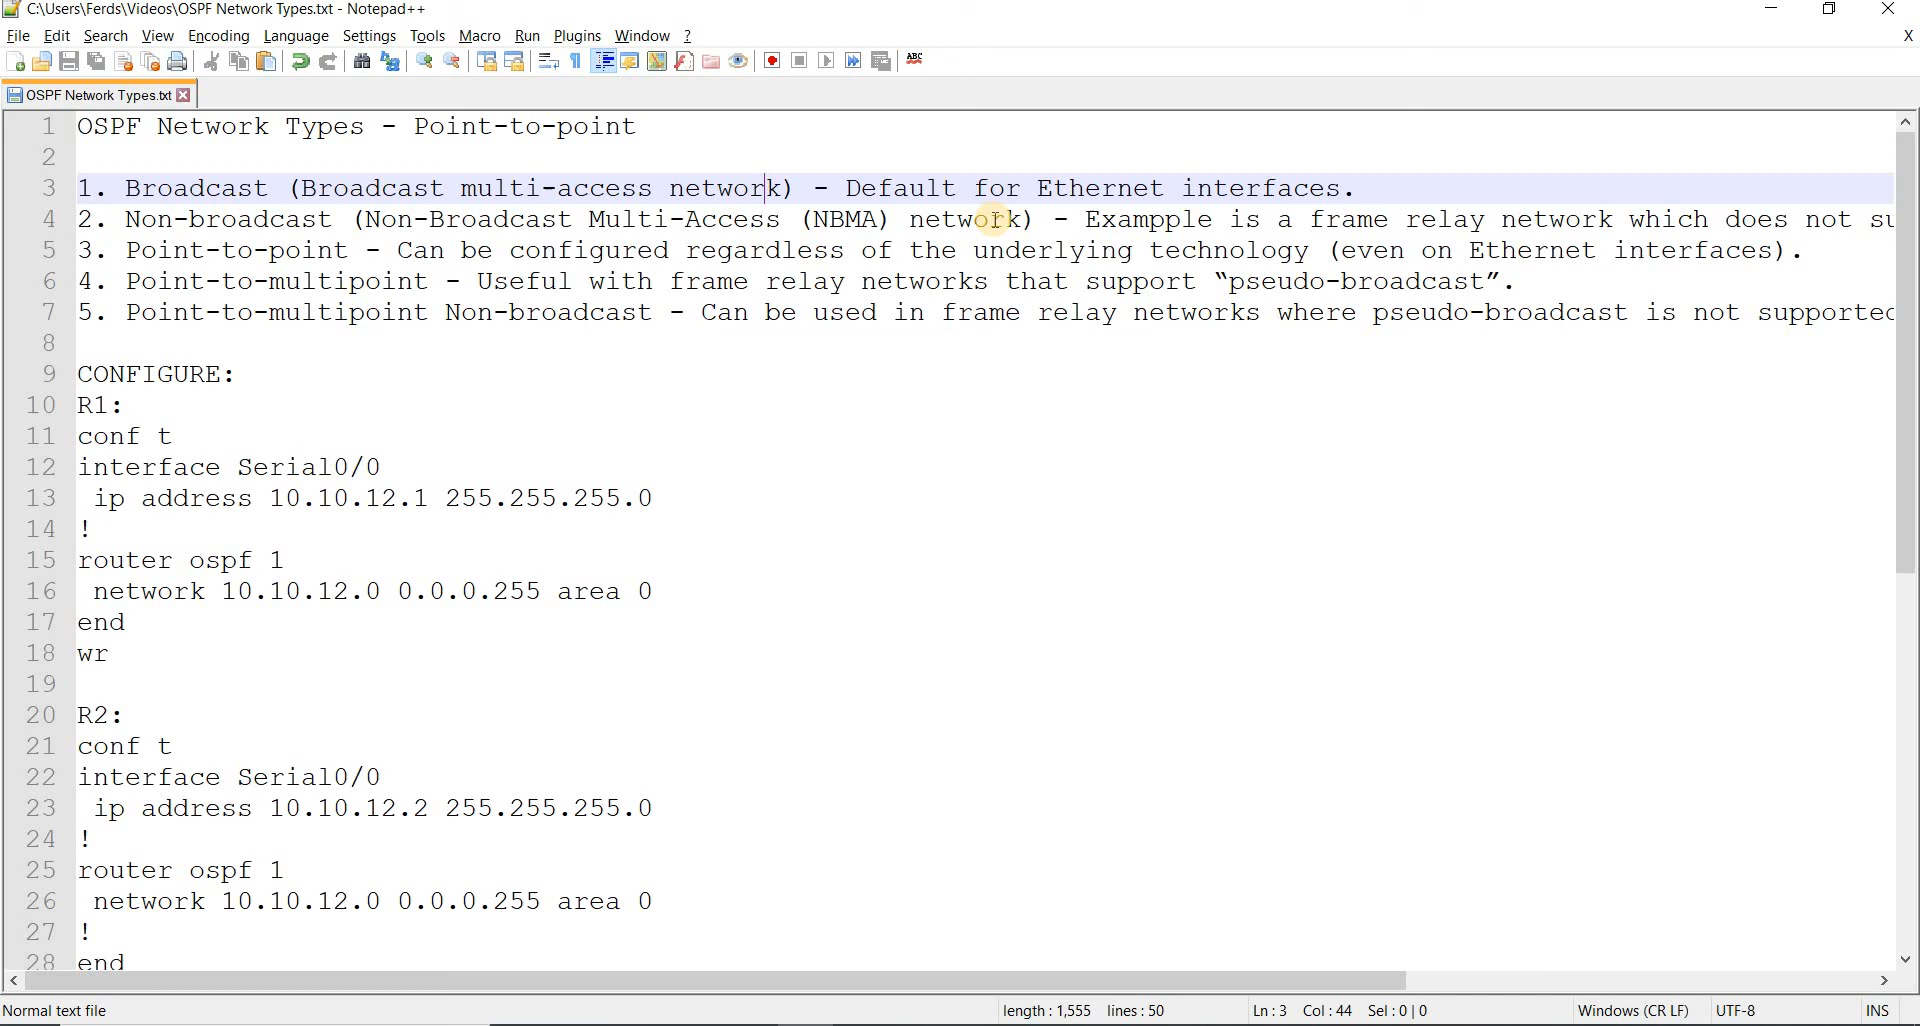 C:\Users\Ferds\Videos\OSPF Network Types.txt - Notepad++
File Edit Search View Encoding Language Settings Tools Macro Run Plugins Window ? X
ABC
OSPF Network Types.txt
1 OSPF Network Types - Point-to-point
2
3 1. Broadcast (Broadcast multi-access network) - Default for Ethernet interfaces.
4 2. Non-broadcast (Non-Broadcast Multi-Access (NBMA) network) - Exampple is a frame relay network which does not su
5 3. Point-to-point - Can be configured regardless of the underlying technology (even on Ethernet interfaces).
6 4. Point-to-multipoint - Useful with frame relay networks that support “pseudo-broadcast”.
7 5. Point-to-multipoint Non-broadcast - Can be used in frame relay networks where pseudo-broadcast is not supported
8
9 CONFIGURE:
10 R1:
11 conf t
12 interface Serial0/0
13 ip address 10.10.12.1 255.255.255.0
14 !
15 router ospf 1
16 network 10.10.12.0 0.0.0.255 area 0
17 end
18 wr
19
20 R2:
21 conf t
22 interface Serial0/0
23 ip address 10.10.12.2 255.255.255.0
24 !
25 router ospf 1
26 network 10.10.12.0 0.0.0.255 area 0
27 !
28 end
Normal text file length : 1,555 lines : 50 Ln : 3 Col : 44 Sel : 0 | 0 Windows (CR LF) UTF-8 INS